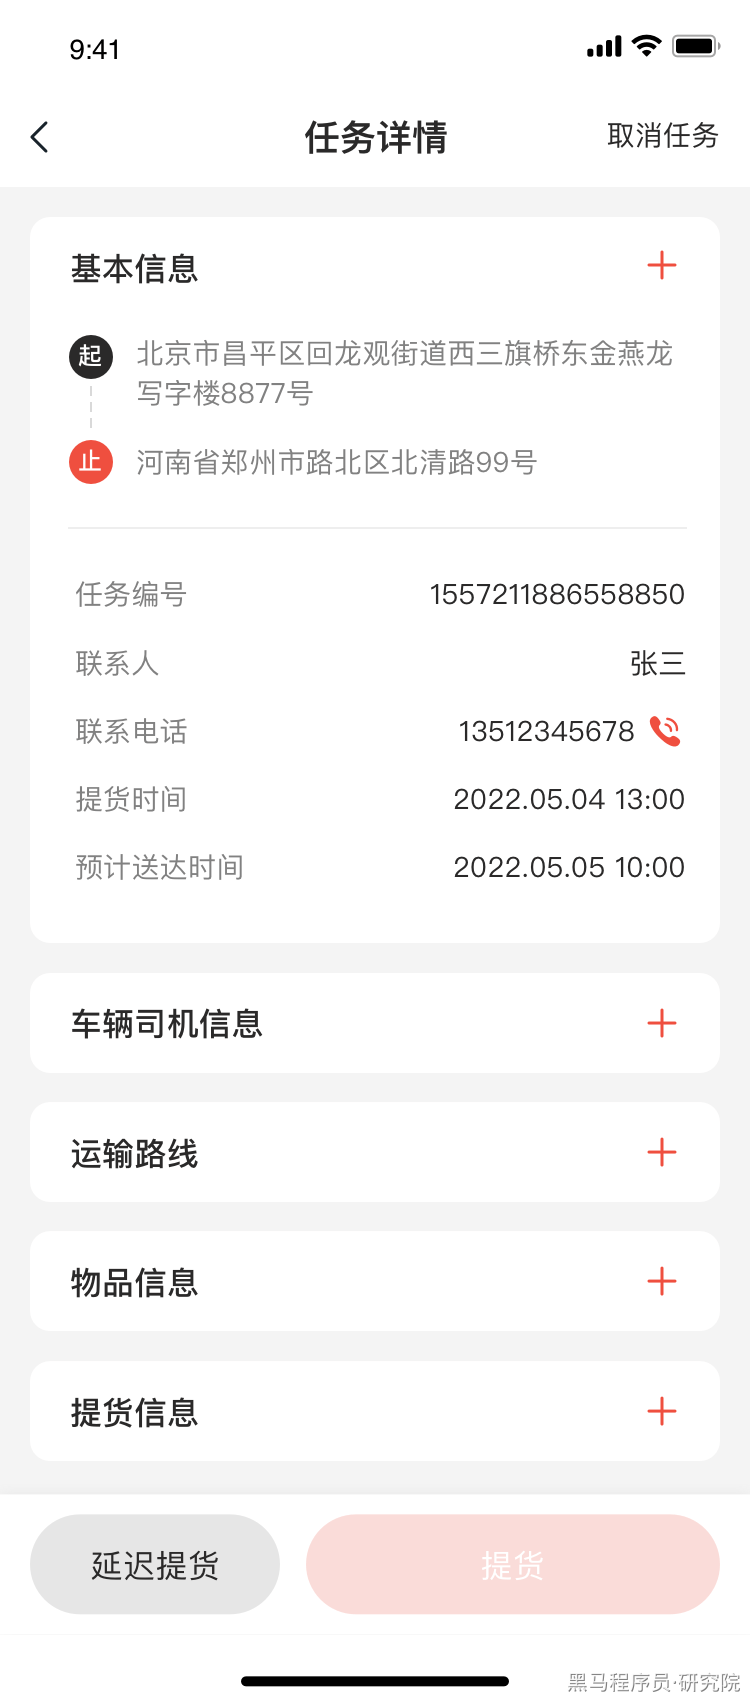 9:41
任务详情
取消任务
基本信息
起
北京市昌平区回龙观街道西三旗桥东金燕龙
写字楼8877号
止
河南省郑州市路北区北清路99号
任务编号 1557211886558850
联系人 张三
联系电话 13512345678
提货时间 2022.05.04 13:00
预计送达时间 2022.05.05 10:00
车辆司机信息
运输路线
物品信息
提货信息
延迟提货
提货
黑马程序员·研究院